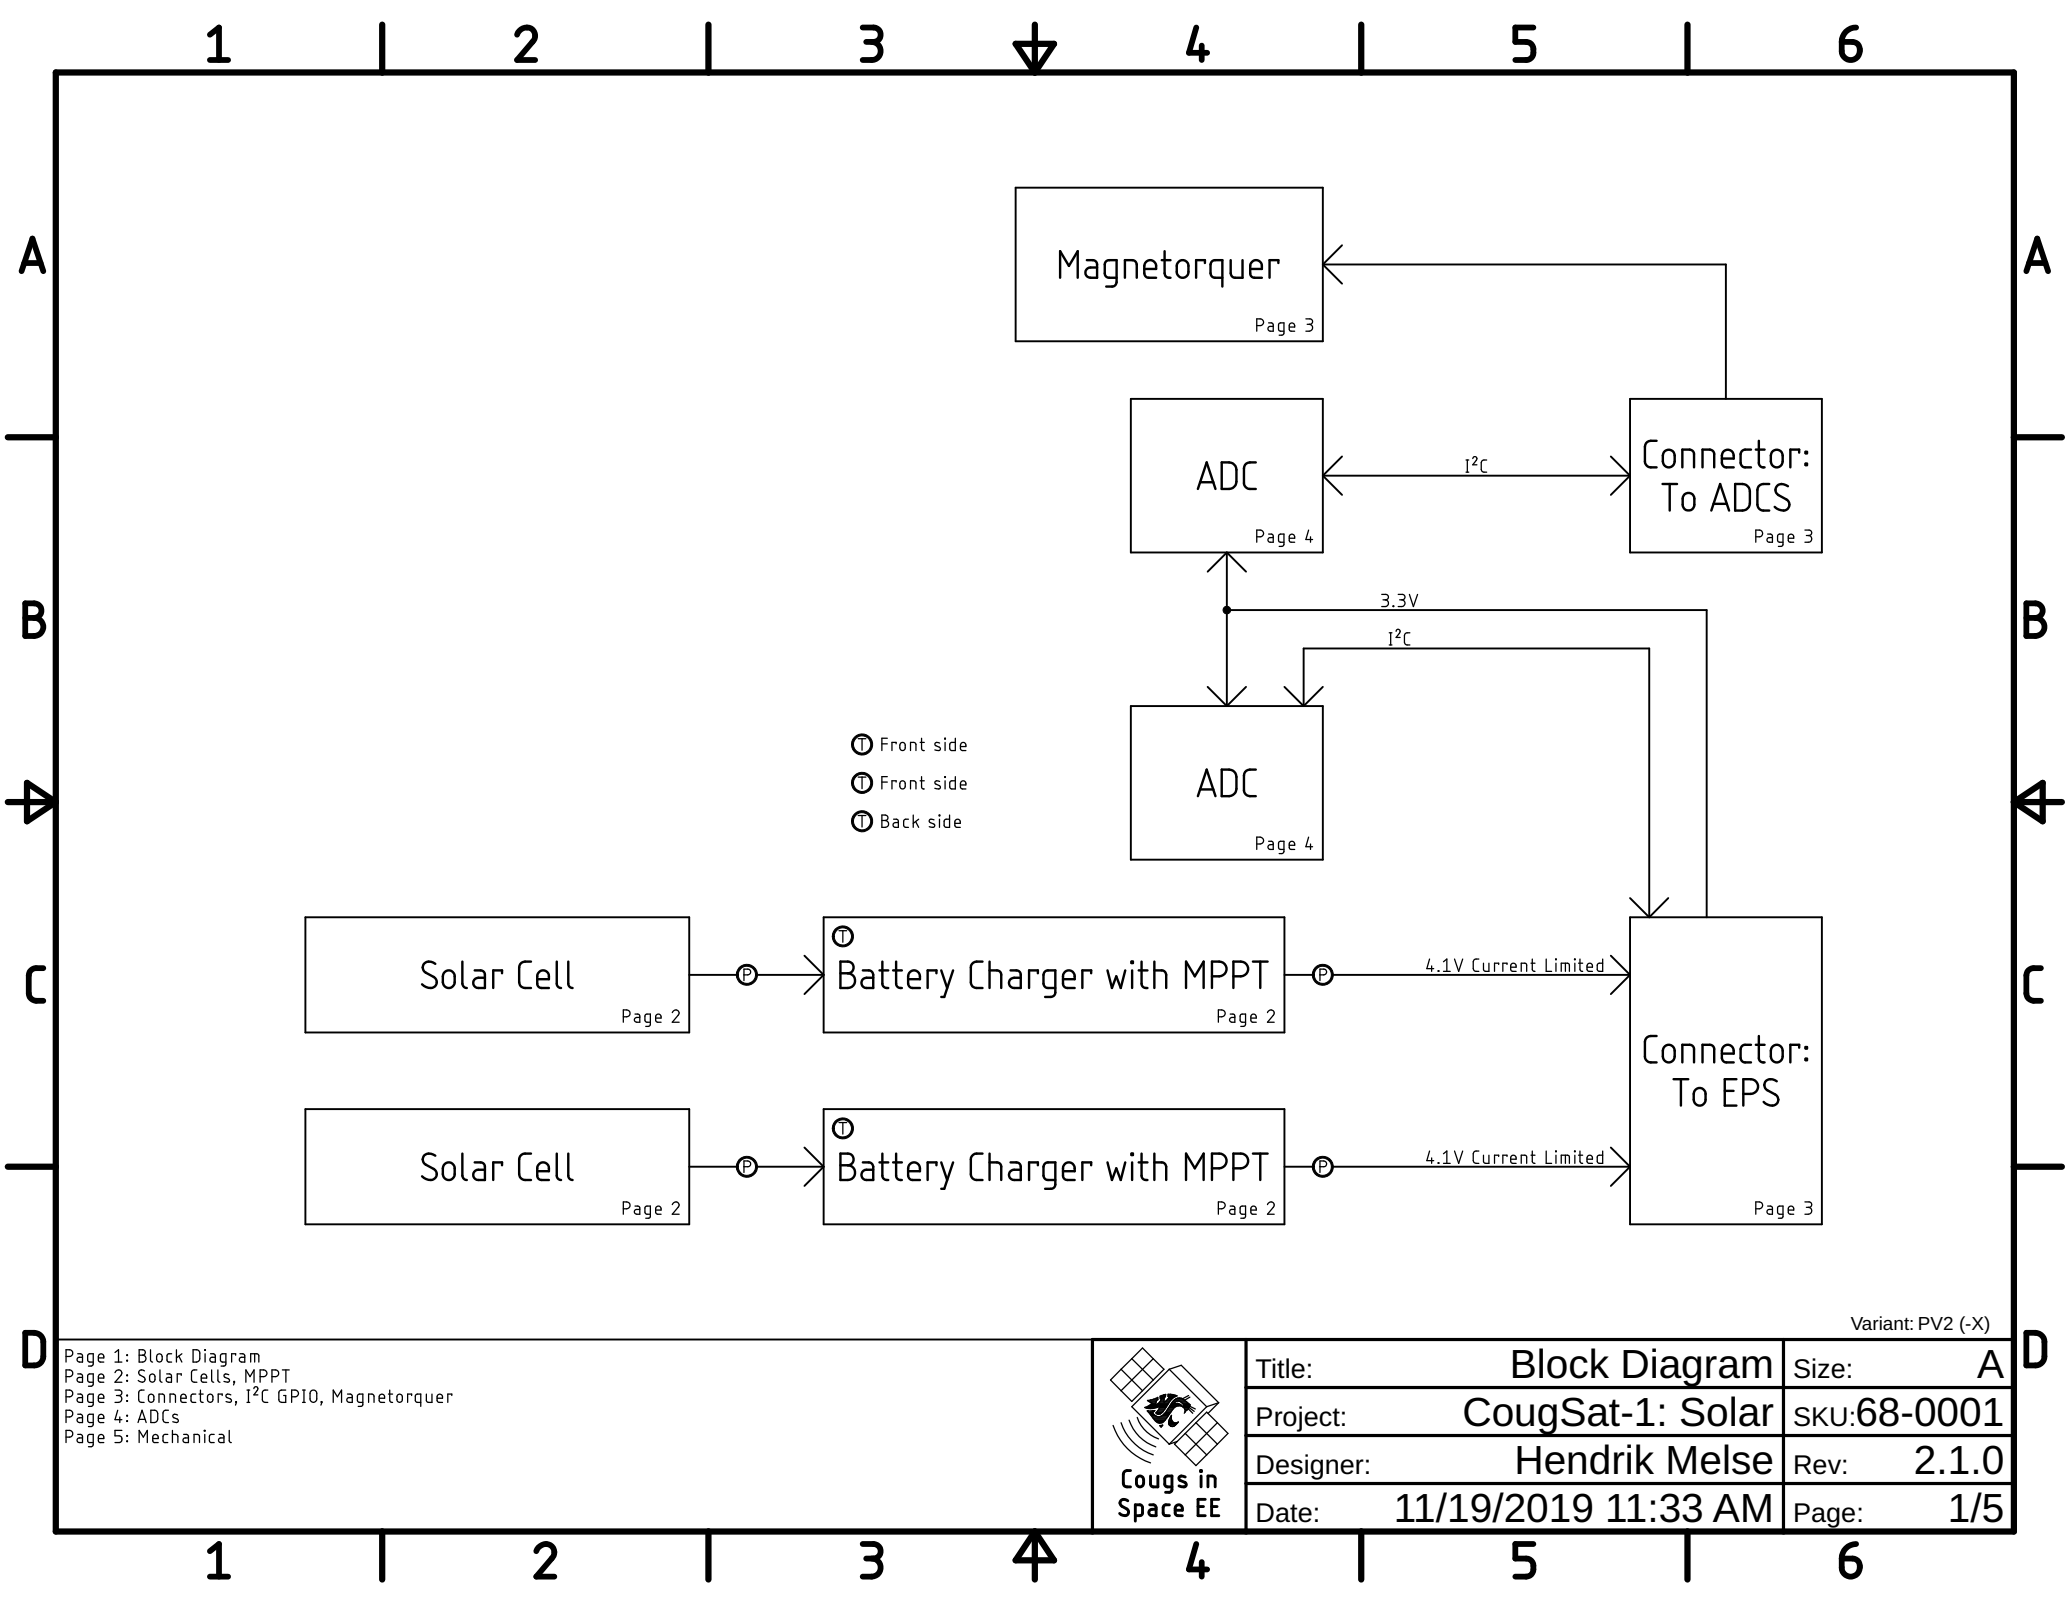 1 2 3 4 5 6
A A
Magnetorquer
Page 3
ADC
Page 4
I²C
Connector:
To ADCS
Page 3
B B
3.3V
I²C
T Front side
T Front side
T Back side
ADC
Page 4
C C
Solar Cell
Page 2
P
T
Battery Charger with MPPT
Page 2
P
4.1V Current Limited
Connector:
To EPS
Page 3
Solar Cell
Page 2
P
T
Battery Charger with MPPT
Page 2
P
4.1V Current Limited
Variant: PV2 (-X)
D D
Page 1: Block Diagram
Page 2: Solar Cells, MPPT
Page 3: Connectors, I²C GPIO, Magnetorquer
Page 4: ADCs
Page 5: Mechanical
Cougs in
Space EE
Title: Block Diagram
Size: A
Project: CougSat-1: Solar
SKU: 68-0001
Designer: Hendrik Melse
Rev: 2.1.0
Date: 11/19/2019 11:33 AM
Page: 1/5
1 2 3 4 5 6